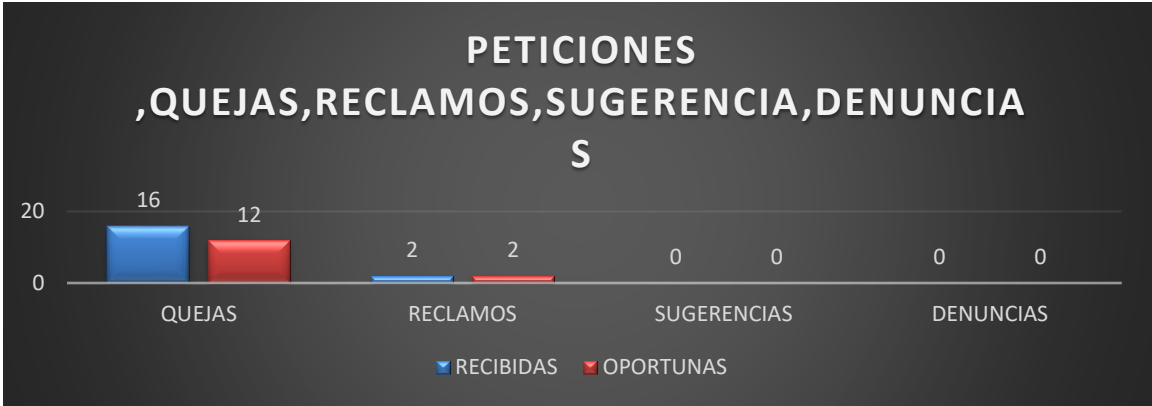 PETICIONES
,QUEJAS,RECLAMOS,SUGERENCIA,DENUNCIA
S
20
0
16
12
2
2
0
0
0
0
QUEJAS
RECLAMOS
SUGERENCIAS
DENUNCIAS
RECIBIDAS
OPORTUNAS